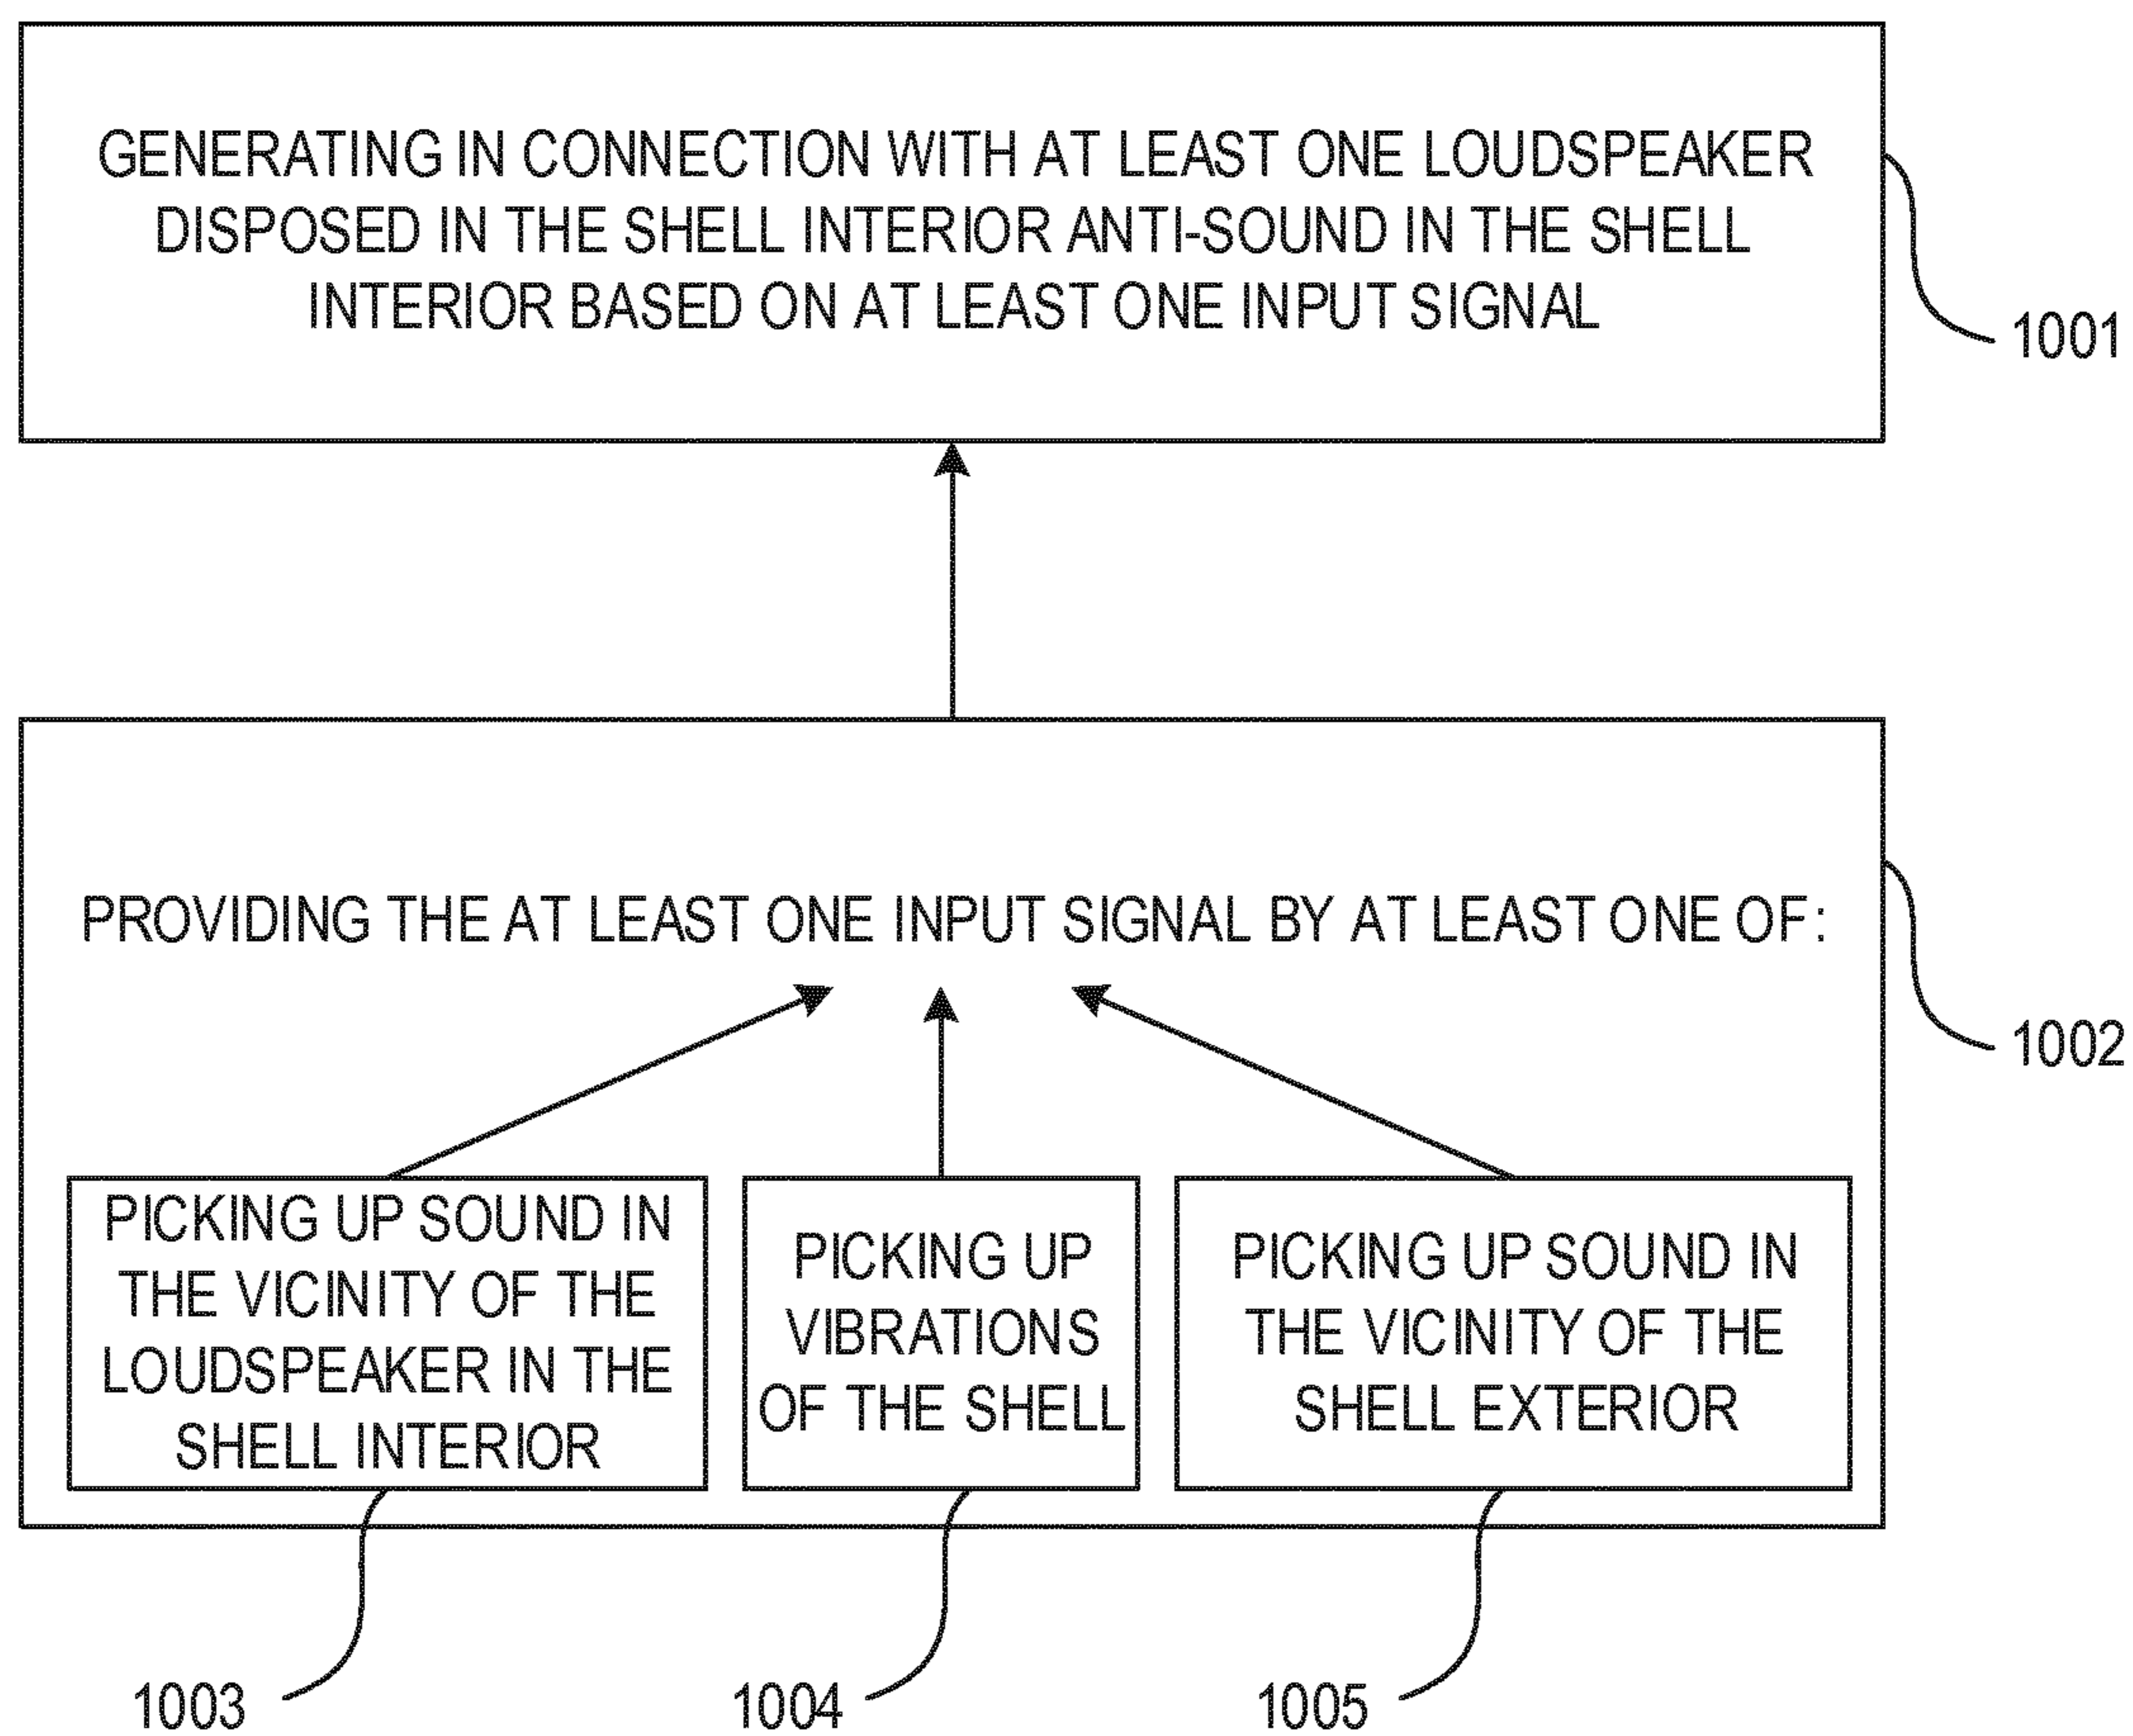 GENERATING IN CONNECTION WITH AT LEAST ONE LOUDSPEAKER
DISPOSED IN THE SHELL INTERIOR ANTI-SOUND IN THE SHELL
INTERIOR BASED ON AT LEAST ONE INPUT SIGNAL
1001
PROVIDING THE AT LEAST ONE INPUT SIGNAL BY AT LEAST ONE OF:
1002
PICKING UP SOUND IN
THE VICINITY OF THE
LOUDSPEAKER IN THE
SHELL INTERIOR
PICKING UP
VIBRATIONS
OF THE SHELL
PICKING UP SOUND IN
THE VICINITY OF THE
SHELL EXTERIOR
1003
1004
1005